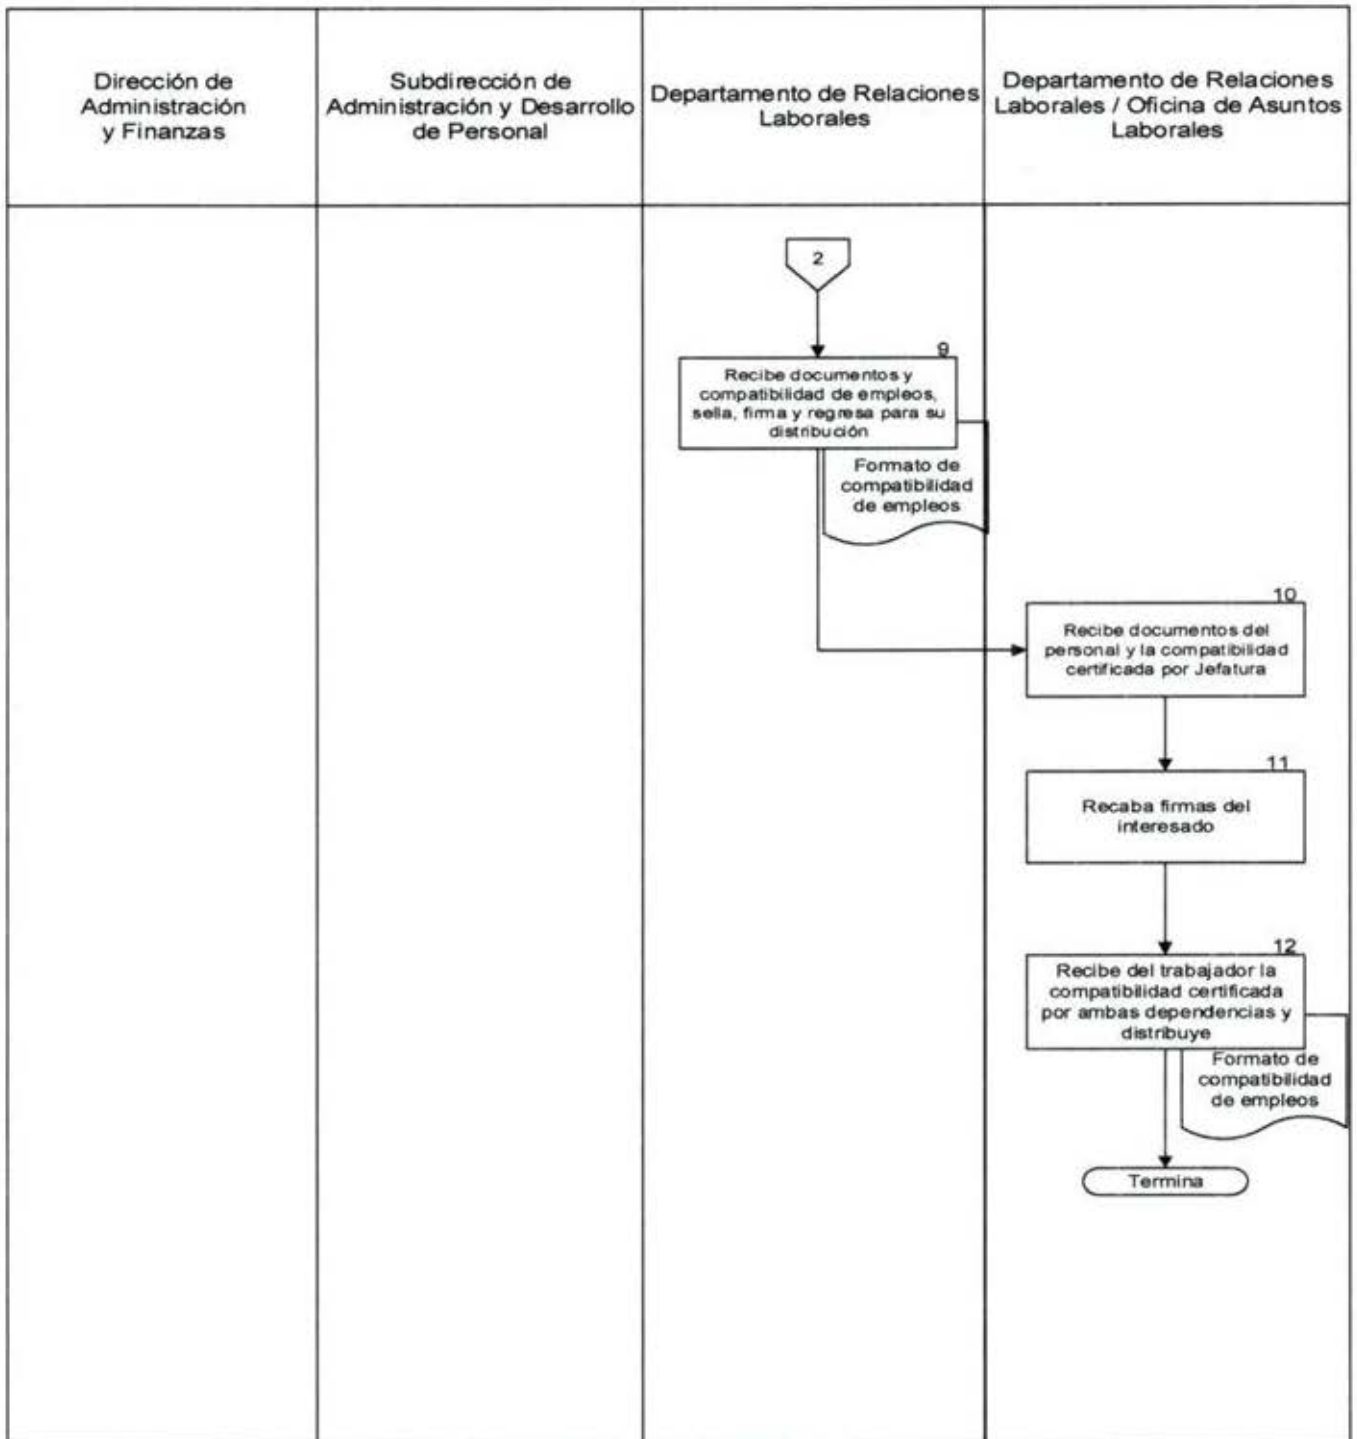 Dirección de
Administración
y Finanzas
Subdirección de
Administración y Desarrollo
de Personal
Departamento de Relaciones
Laborales
Departamento de Relaciones
Laborales / Oficina de Asuntos
Laborales
2
9
Recibe documentos y
compatibilidad de empleos,
sella, firma y regresa para su
distribución
Formato de
compatibilidad
de empleos
10
Recibe documentos del
personal y la compatibilidad
certificada por Jefatura
11
Recaba firmas del
interesado
12
Recibe del trabajador la
compatibilidad certificada
por ambas dependencias y
distribuye
Formato de
compatibilidad
de empleos
Termina